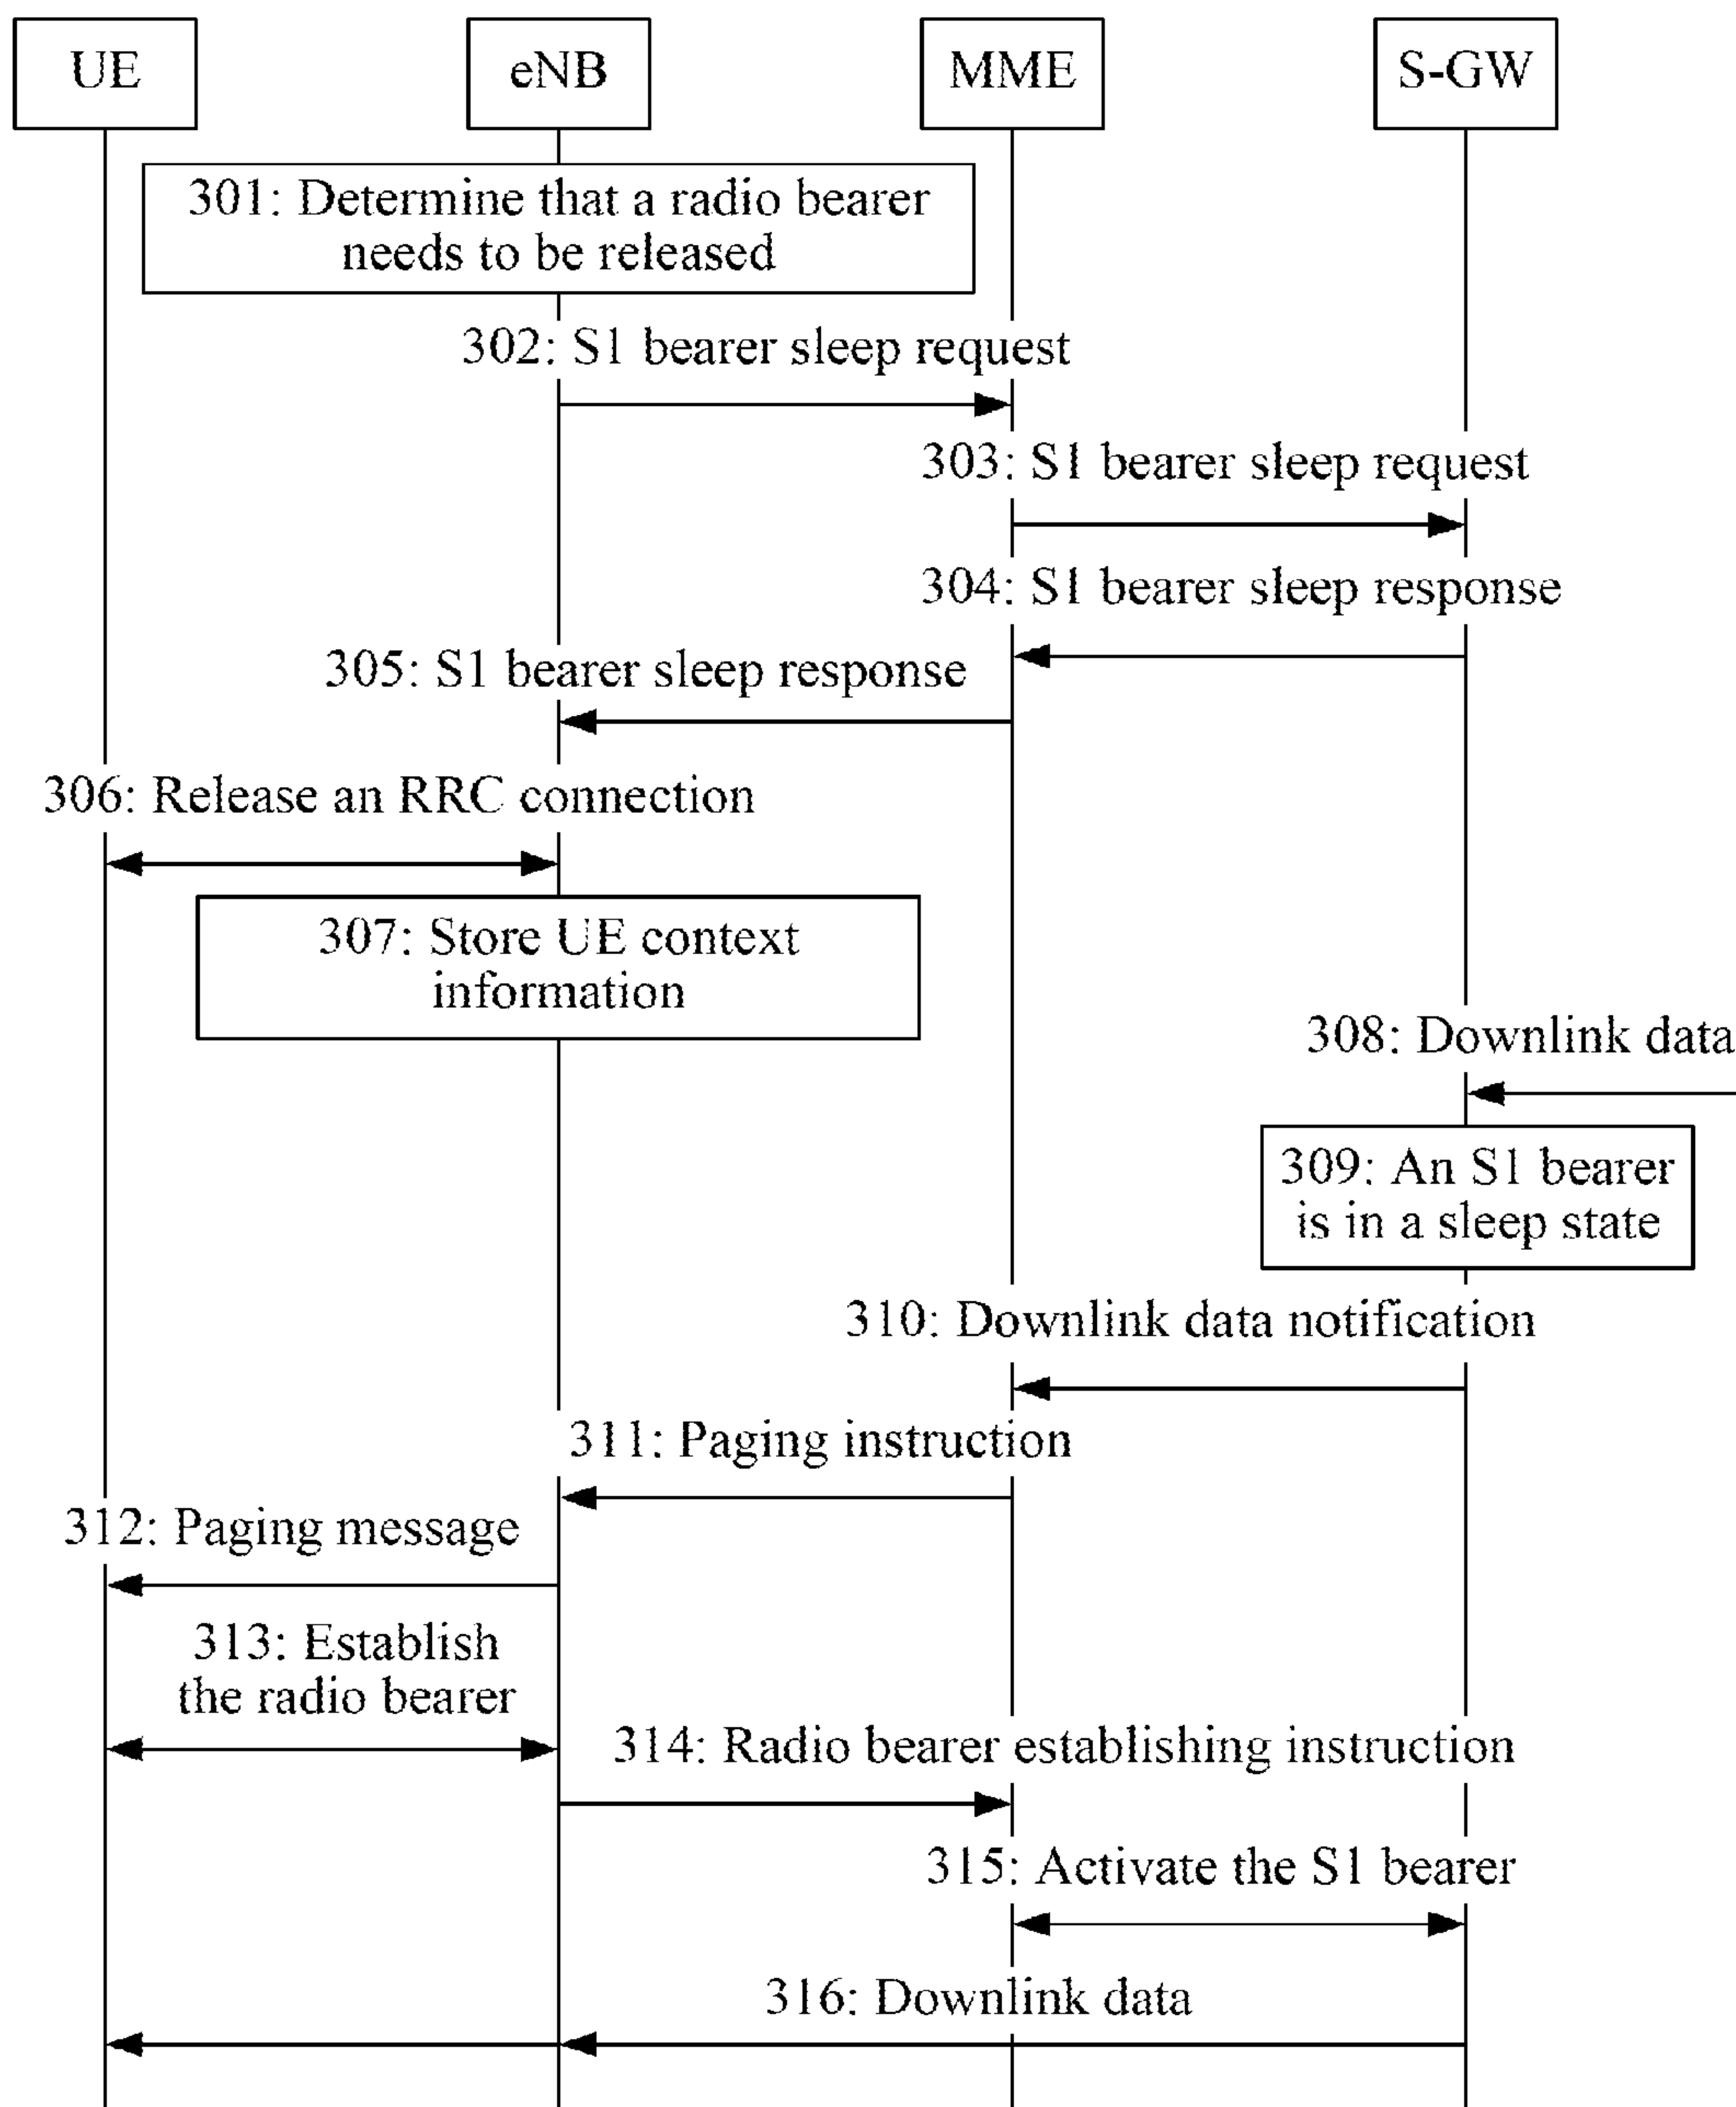 UE
eNB
MME
S-GW
301: Determine that a radio bearer
needs to be released
302: S1 bearer sleep request
303: S1 bearer sleep request
304: S1 bearer sleep response
305: S1 bearer sleep response
306: Release an RRC connection
307: Store UE context
information
308: Downlink data
309: An S1 bearer
is in a sleep state
310: Downlink data notification
311: Paging instruction
312: Paging message
313: Establish
the radio bearer
314: Radio bearer establishing instruction
315: Activate the S1 bearer
316: Downlink data